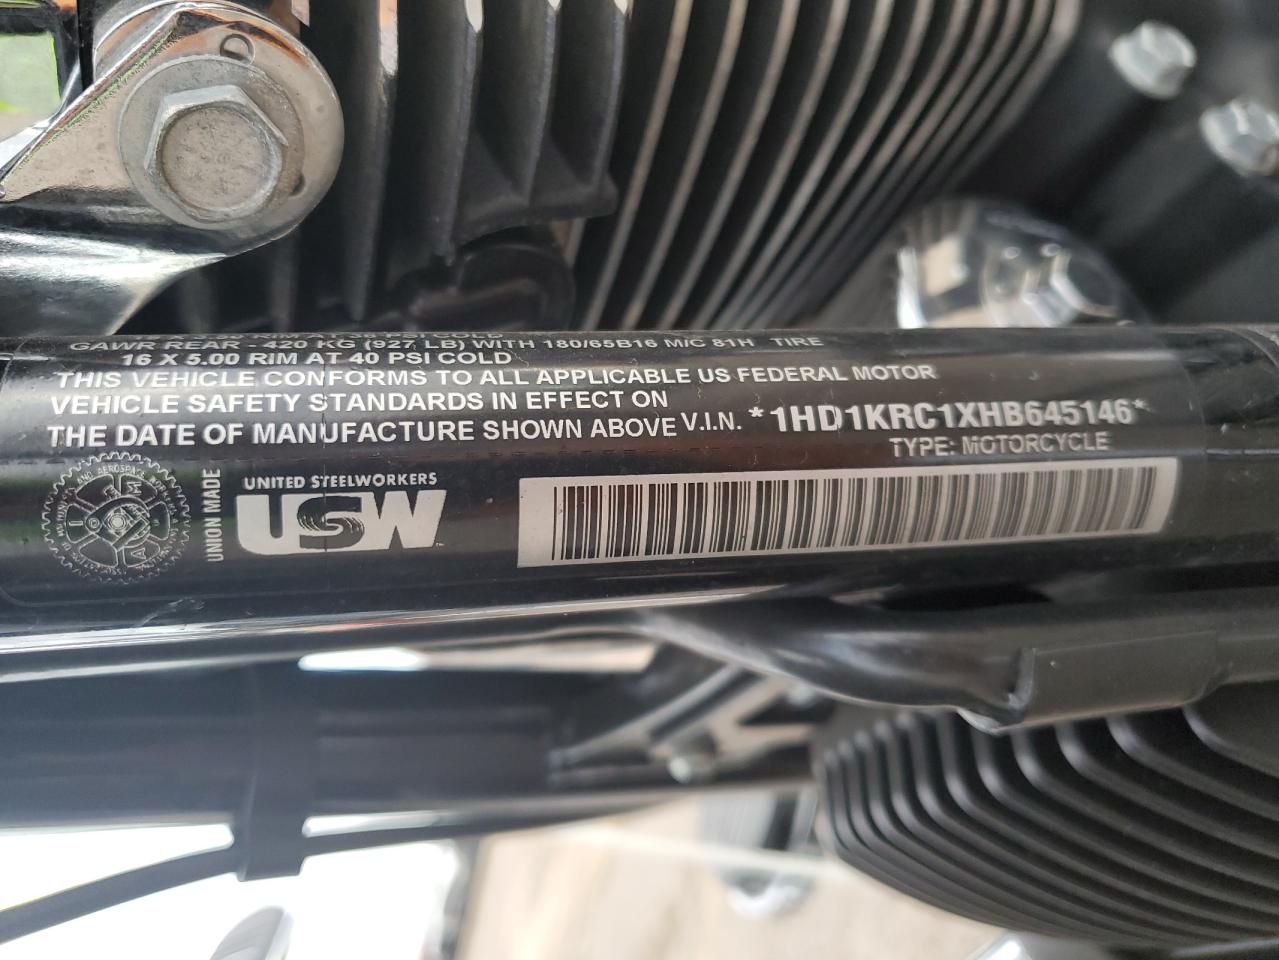 GAWR REAR - 420 KG (927 LB) WITH 180/65B16 M/C 81H TIRE
16 X 5.00 RIM AT 40 PSI COLD
THIS VEHICLE CONFORMS TO ALL APPLICABLE US FEDERAL MOTOR
VEHICLE SAFETY STANDARDS IN EFFECT ON
THE DATE OF MANUFACTURE SHOWN ABOVE V.I.N. *1HD1KRC1XHB645146*
TYPE: MOTORCYCLE
UNION MADE
UNITED STEELWORKERS
USW